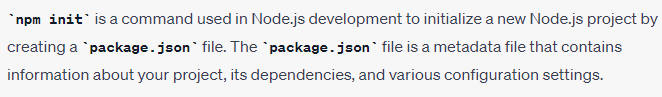 `npm init` is a command used in Node.js development to initialize a new Node.js project by
creating a `package.json` file. The `package.json` file is a metadata file that contains
information about your project, its dependencies, and various configuration settings.